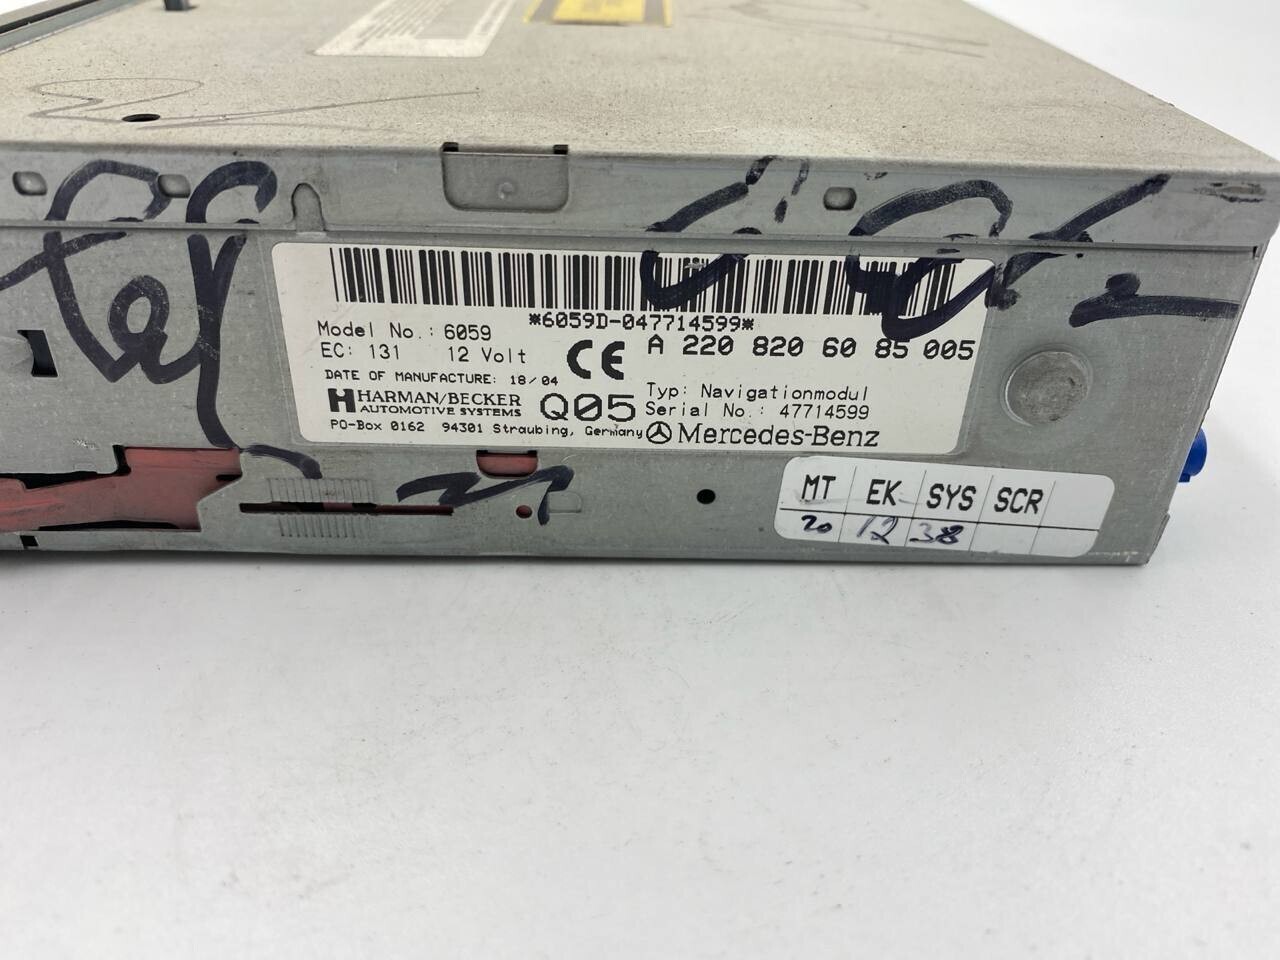 *6059D-047714599*
Model No.: 6059
EC: 131 12 Volt CE A 220 820 60 85 005
DATE OF MANUFACTURE: 18/04
HARMAN/BECKER
AUTOMOTIVE SYSTEMS
Q05
Typ: Navigationmodul
Serial No.: 47714599
PO-Box 0162 94301 Straubing, Germany
Mercedes-Benz
MT EK SYS SCR
20 12 38